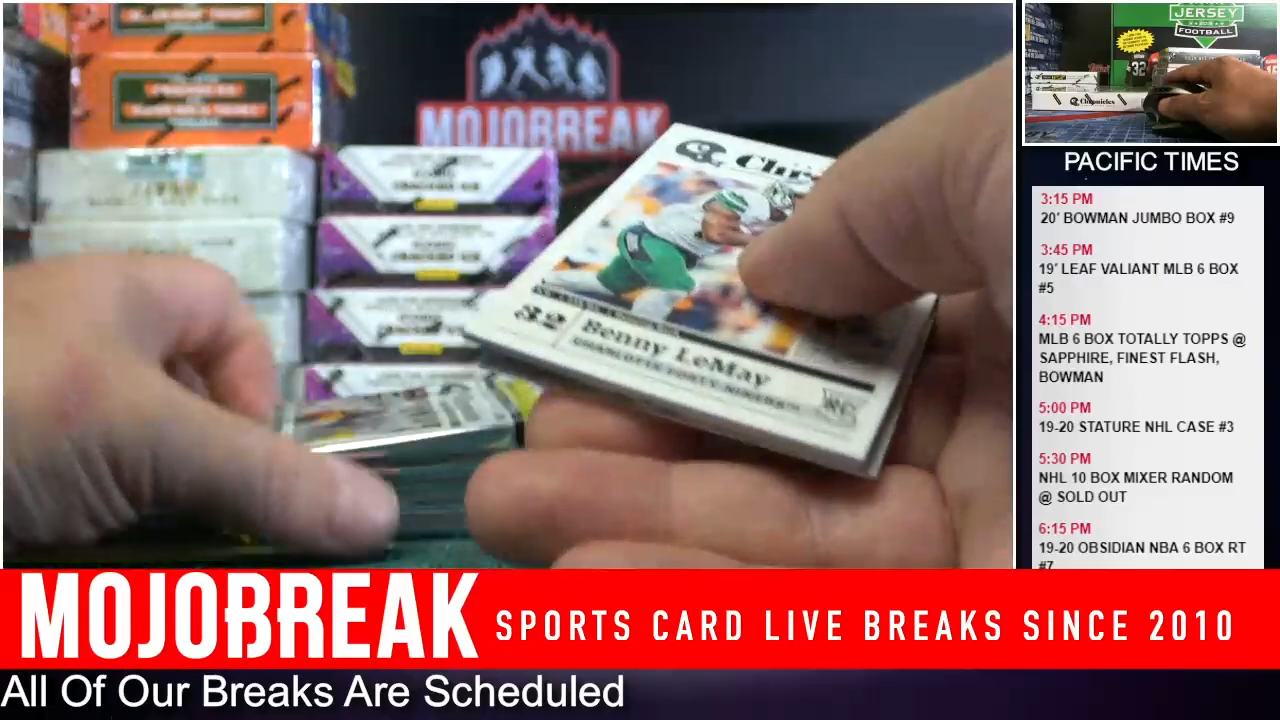 MOJOBREAK
Chr
32 Benny LeMay
CHARLOTTE FORTY-NINERS
JERSEY
FOOTBALL
32
Chronicles
PACIFIC TIMES
3:15 PM
20' BOWMAN JUMBO BOX #9
3:45 PM
19' LEAF VALIANT MLB 6 BOX
#5
4:15 PM
MLB 6 BOX TOTALLY TOPPS @
SAPPHIRE, FINEST FLASH,
BOWMAN
5:00 PM
19-20 STATURE NHL CASE #3
5:30 PM
NHL 10 BOX MIXER RANDOM
@ SOLD OUT
6:15 PM
19-20 OBSIDIAN NBA 6 BOX RT
#7
MOJOBREAK SPORTS CARD LIVE BREAKS SINCE 2010
All Of Our Breaks Are Scheduled